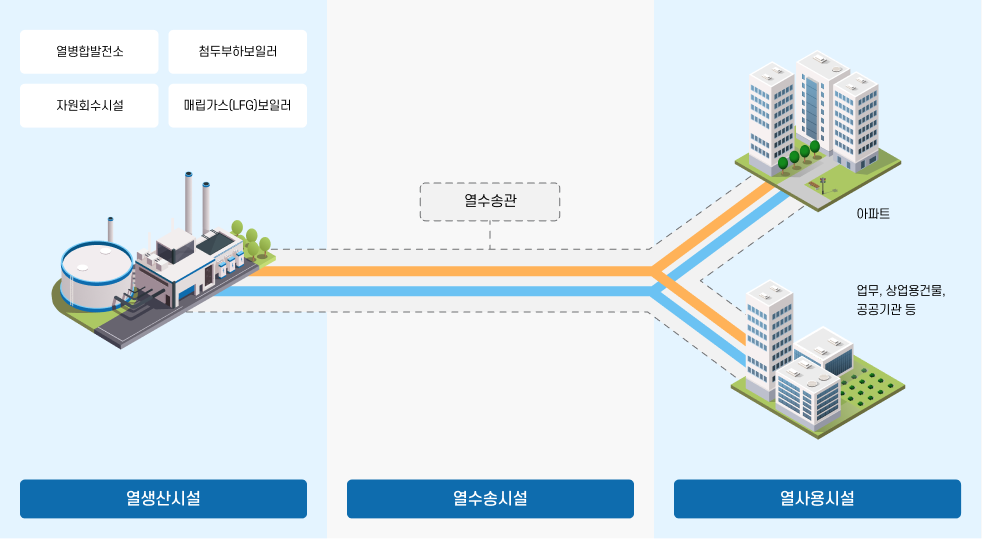 열병합발전소
첨두부하보일러
자원회수시설
매립가스(LFG)보일러
열수송관
아파트
업무, 상업용건물,
공공기관 등
열생산시설
열수송시설
열사용시설